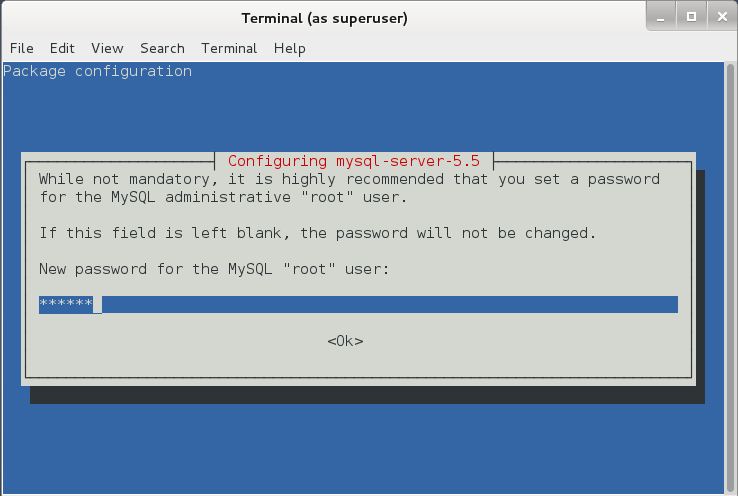 Terminal (as superuser)
File Edit View Search Terminal Help
Package configuration
Configuring mysql-server-5.5
While not mandatory, it is highly recommended that you set a password
for the MySQL administrative "root" user.
If this field is left blank, the password will not be changed.
New password for the MySQL "root" user:
******_
<Ok>